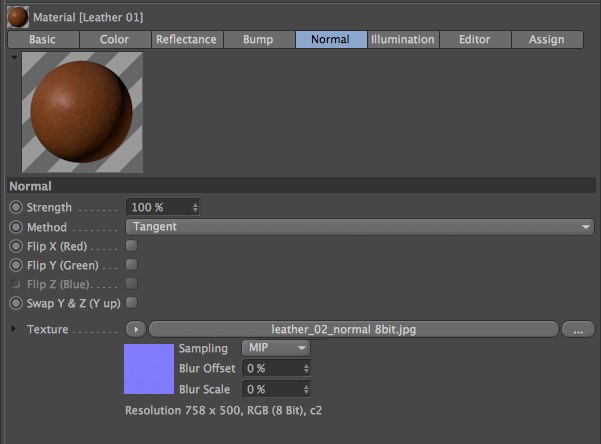 Material [Leather 01]
Basic Color Reflectance Bump Normal Illumination Editor Assign
Normal
Strength . . . . . . . 100 %
Method . . . . . . . . Tangent
Flip X (Red) . . . . .
Flip Y (Green) . . .
Flip Z (Blue) . . . . .
Swap Y & Z (Y up)
Texture . . . . . . . . leather_02_normal 8bit.jpg ...
Sampling MIP
Blur Offset 0 %
Blur Scale 0 %
Resolution 758 x 500, RGB (8 Bit), c2